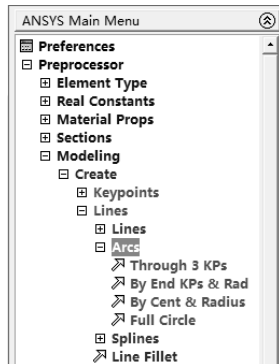 ANSYS Main Menu
Preferences
Preprocessor
Element Type
Real Constants
Material Props
Sections
Modeling
Create
Keypoints
Lines
Lines
Arcs
Through 3 KPs
By End KPs & Rad
By Cent & Radius
Full Circle
Splines
Line Fillet